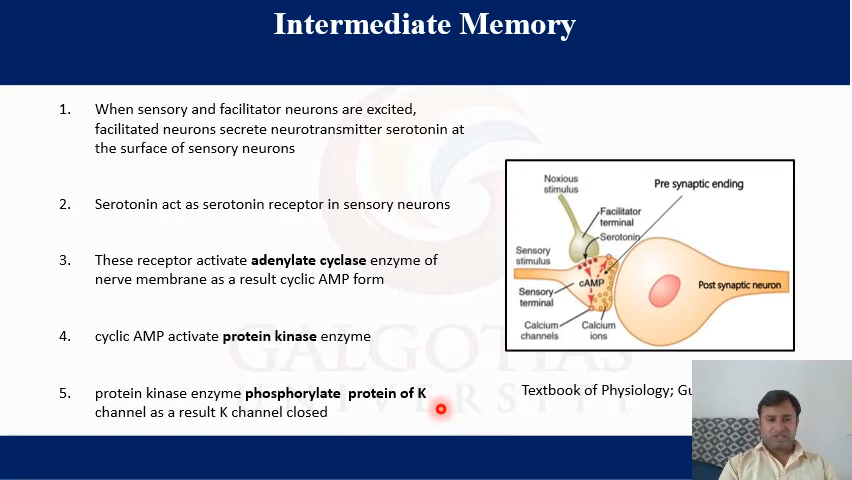 Intermediate Memory
1. When sensory and facilitator neurons are excited,
facilitated neurons secrete neurotransmitter serotonin at
the surface of sensory neurons
2. Serotonin act as serotonin receptor in sensory neurons
3. These receptor activate adenylate cyclase enzyme of
nerve membrane as a result cyclic AMP form
4. cyclic AMP activate protein kinase enzyme
5. protein kinase enzyme phosphorylate protein of K
channel as a result K channel closed
Noxious
stimulus
Pre synaptic ending
Facilitator
terminal
Serotonin
Sensory
stimulus
cAMP
Post synaptic neuron
Sensory
terminal
Calcium
channels
Calcium
ions
Textbook of Physiology;
GALGOTIAS
UNIVERSITY